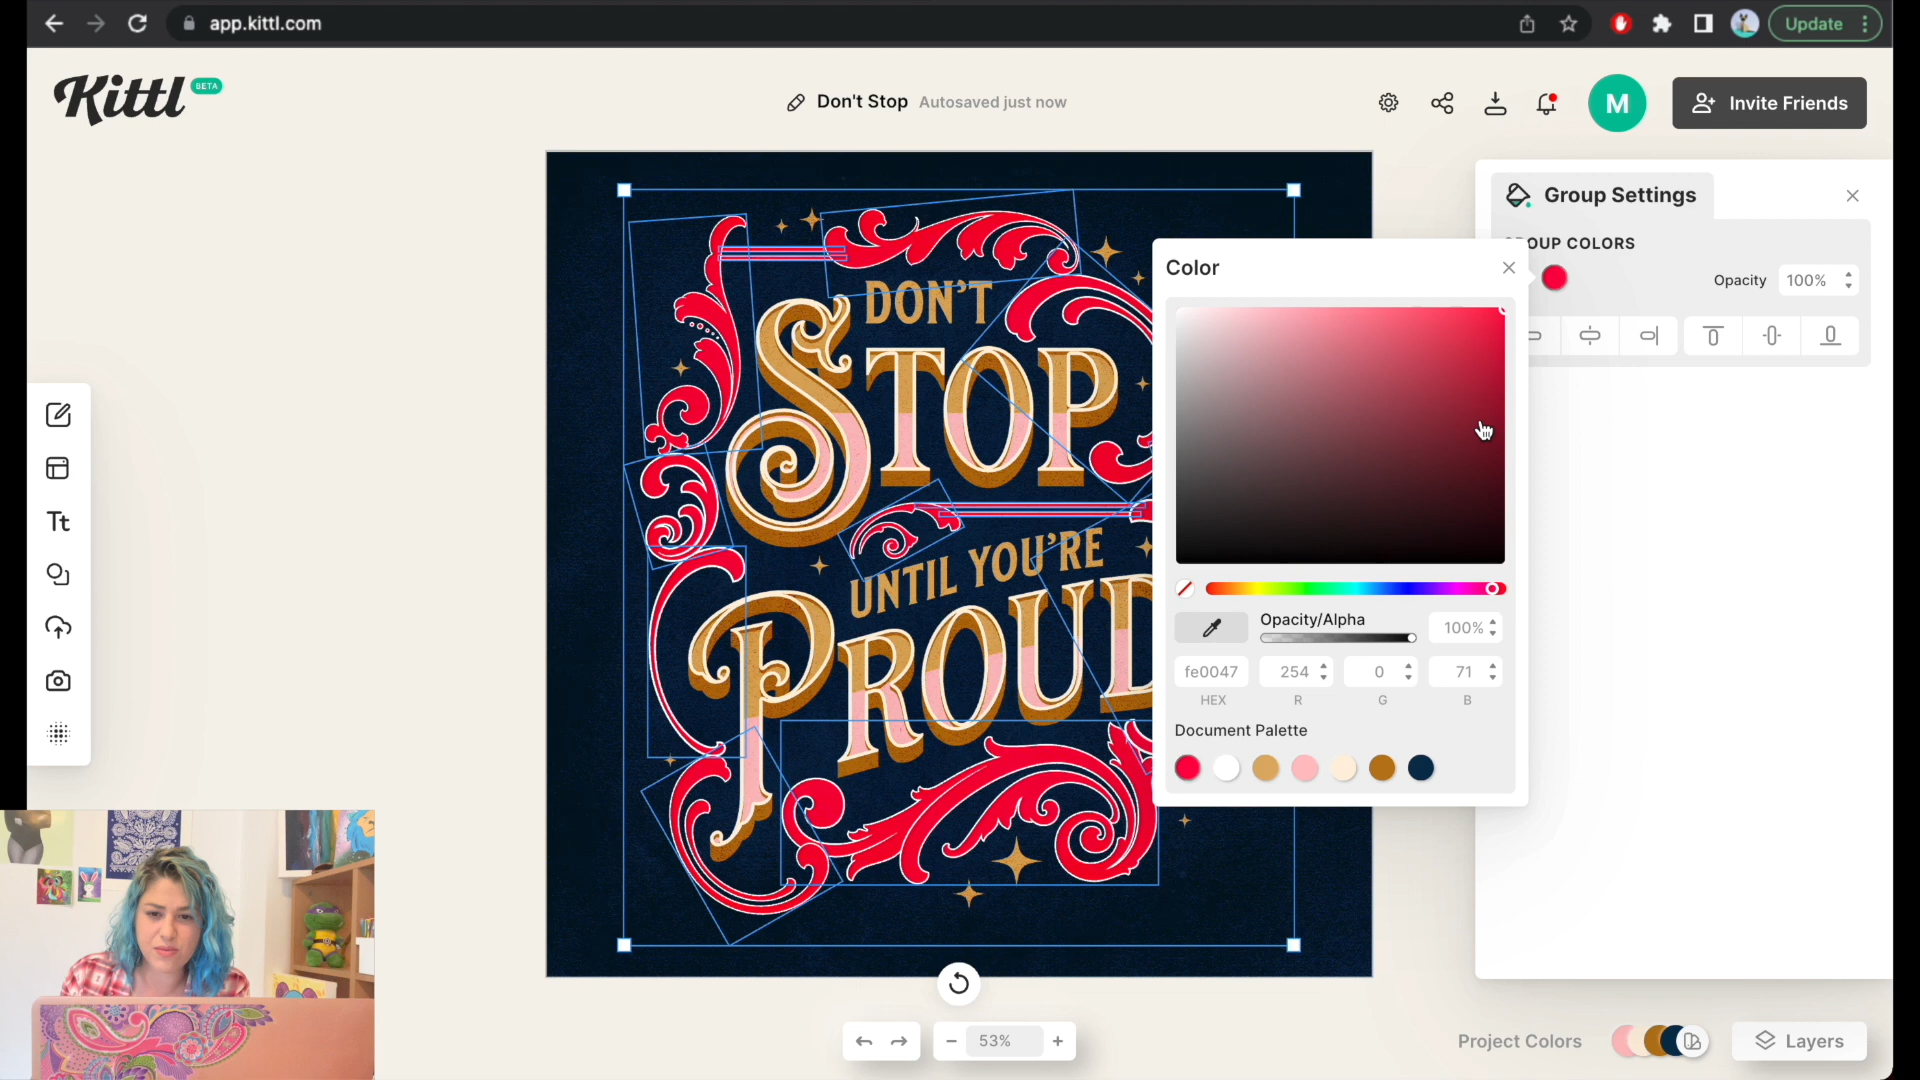 app.kittl.com
Update
Kittl BETA
Don't Stop Autosaved just now
M
Invite Friends
Group Settings
OUP COLORS
Opacity 100%
Color
DON'T
STOP
UNTIL YOU'RE
PROUD
Tt
Opacity/Alpha
100%
fe0047 254 0 71
HEX R G B
Document Palette
53%
Project Colors
Layers